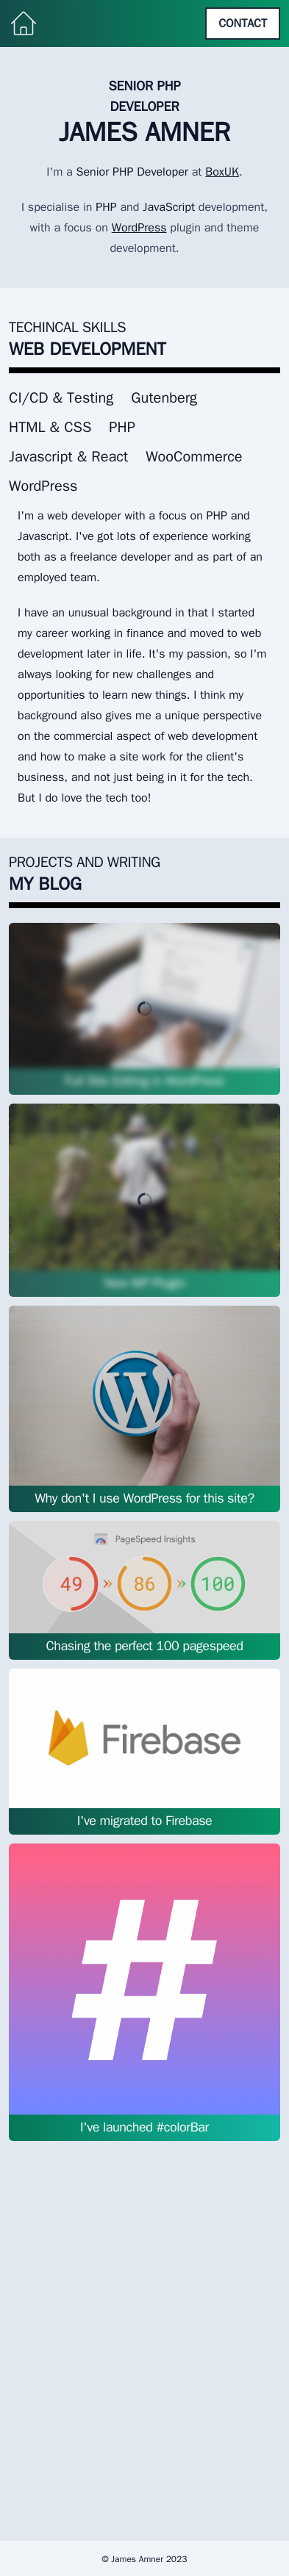 CONTACT
SENIOR PHP
DEVELOPER
JAMES AMNER
I'm a Senior PHP Developer at BoxUK.
I specialise in PHP and JavaScript development,
with a focus on WordPress plugin and theme
development.
TECHINCAL SKILLS
WEB DEVELOPMENT
CI/CD & Testing Gutenberg
HTML & CSS PHP
Javascript & React WooCommerce
WordPress
I'm a web developer with a focus on PHP and
Javascript. I've got lots of experience working
both as a freelance developer and as part of an
employed team.
I have an unusual background in that I started
my career working in finance and moved to web
development later in life. It's my passion, so I'm
always looking for new challenges and
opportunities to learn new things. I think my
background also gives me a unique perspective
on the commercial aspect of web development
and how to make a site work for the client's
business, and not just being in it for the tech.
But I do love the tech too!
PROJECTS AND WRITING
MY BLOG
Full Site Editing in WordPress
New WP Plugin
Why don't I use WordPress for this site?
PageSpeed Insights
49 » 86 » 100
Chasing the perfect 100 pagespeed
Firebase
I've migrated to Firebase
#
I've launched #colorBar
© James Amner 2023